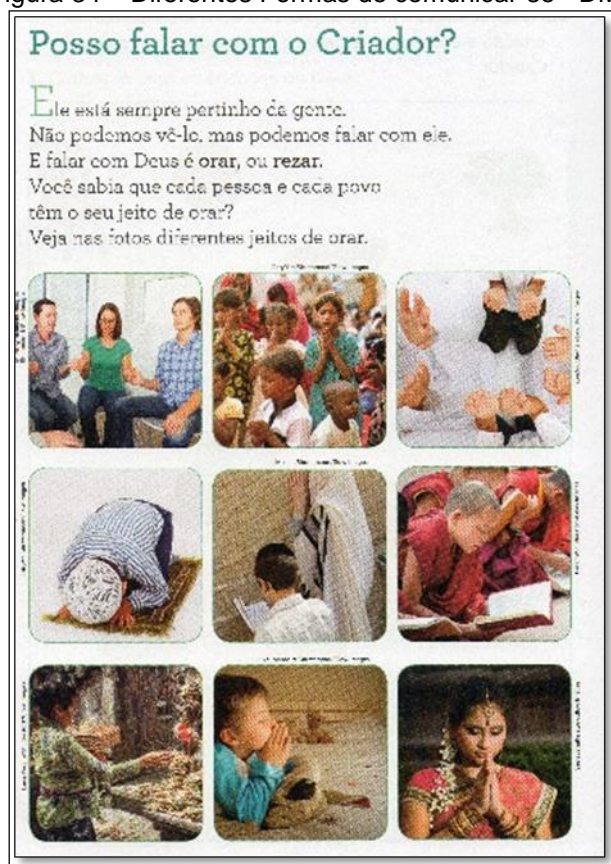 Posso falar com o Criador?
Ele está sempre pertinho da gente.
Não podemos vê-lo, mas podemos falar com ele.
E falar com Deus é orar, ou rezar.
Você sabia que cada pessoa e cada povo
têm o seu jeito de orar?
Veja nas fotos diferentes jeitos de orar.